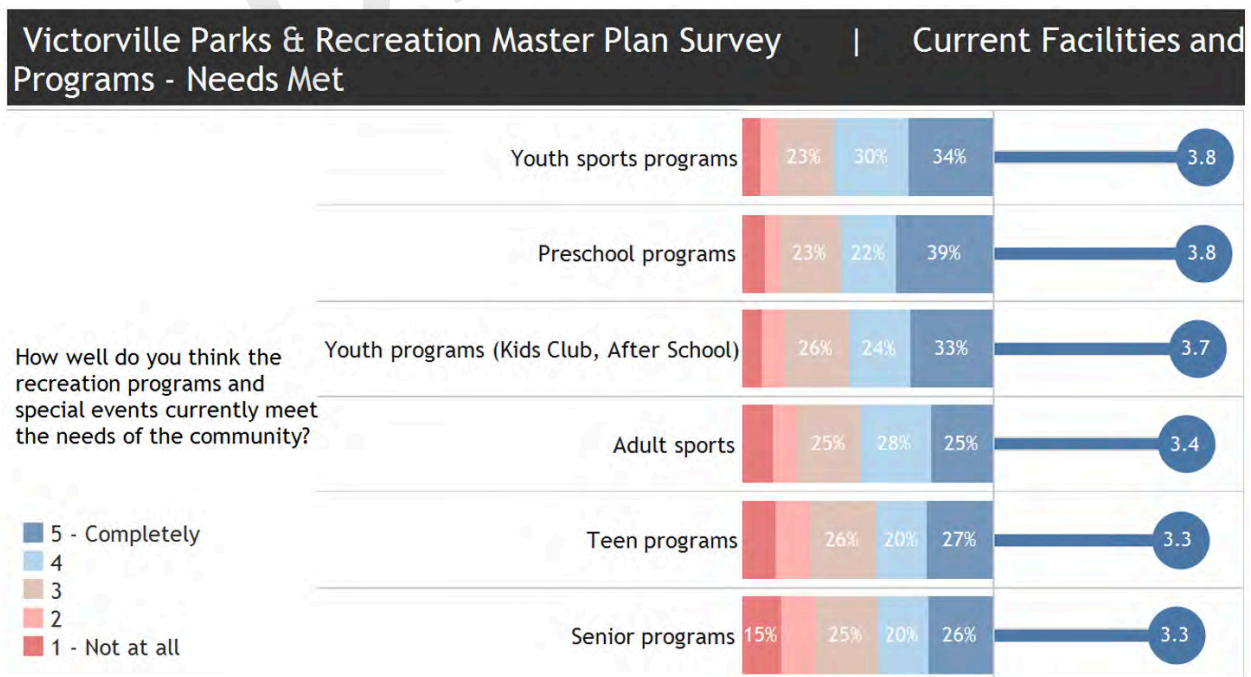 Victorville Parks & Recreation Master Plan Survey | Current Facilities and
Programs - Needs Met
Youth sports programs 23% 30% 34% 3.8
Preschool programs 23% 22% 39% 3.8
Youth programs (Kids Club, After School) 26% 24% 33% 3.7
Adult sports 25% 28% 25% 3.4
Teen programs 26% 20% 27% 3.3
Senior programs 15% 25% 20% 26% 3.3
How well do you think the
recreation programs and
special events currently meet
the needs of the community?
5 - Completely
4
3
2
1 - Not at all